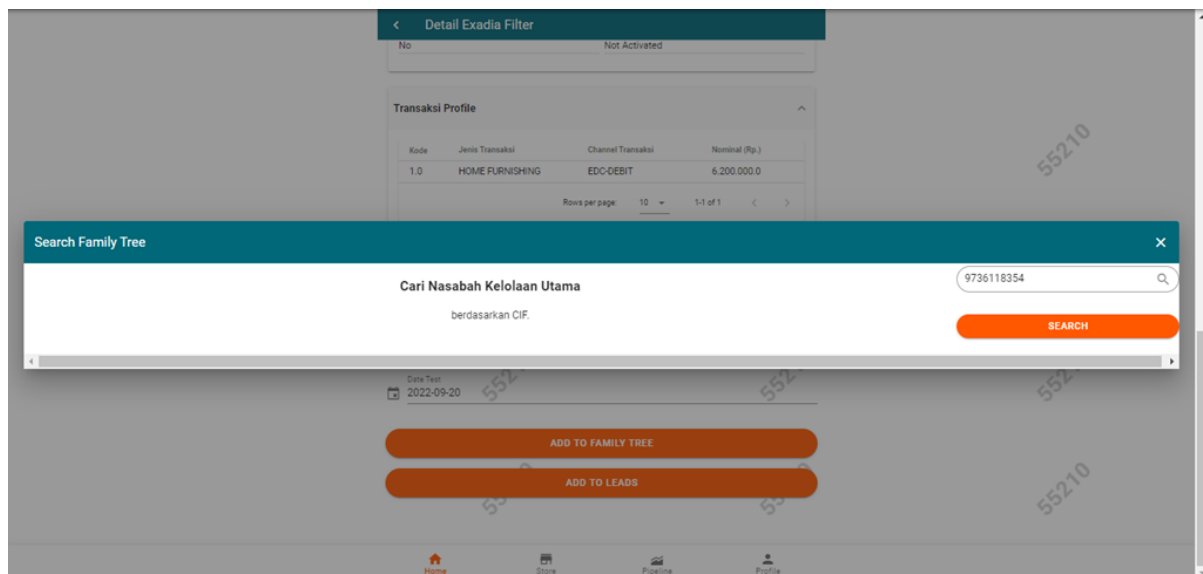 Detail Exadia Filter
No Not Activated
Transaksi Profile
Kode Jenis Transaksi Channel Transaksi Nominal (Rp.)
1.0 HOME FURNISHING EDC-DEBIT 6.200.000.0
Rows per page: 10 1-1 of 1
55210
Search Family Tree
Cari Nasabah Kelolaan Utama
9736118354
berdasarkan CIF.
SEARCH
Date Test
2022-09-20
ADD TO FAMILY TREE
ADD TO LEADS
55210
Home Store Pipeline Profile